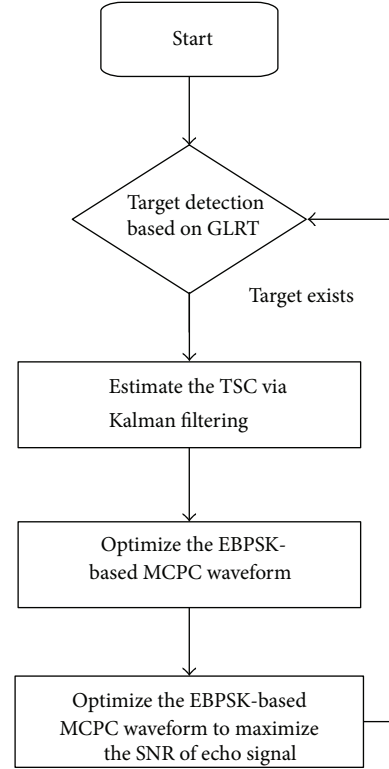 Start
Target detection
based on GLRT
Target exists
Estimate the TSC via
Kalman filtering
Optimize the EBPSK-
based MCPC waveform
Optimize the EBPSK-based
MCPC waveform to maximize
the SNR of echo signal